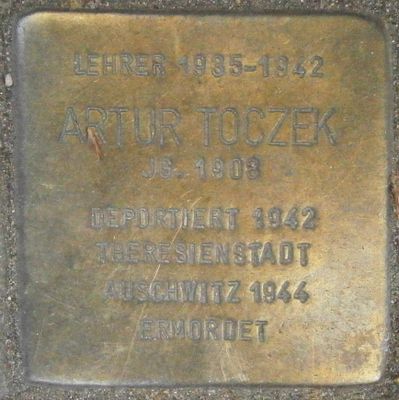 LEHRER 1935-1942
ARTUR TOCZEK
JG. 1908
DEPORTIERT 1942
THERESIENSTADT
AUSCHWITZ 1944
ERMORDET